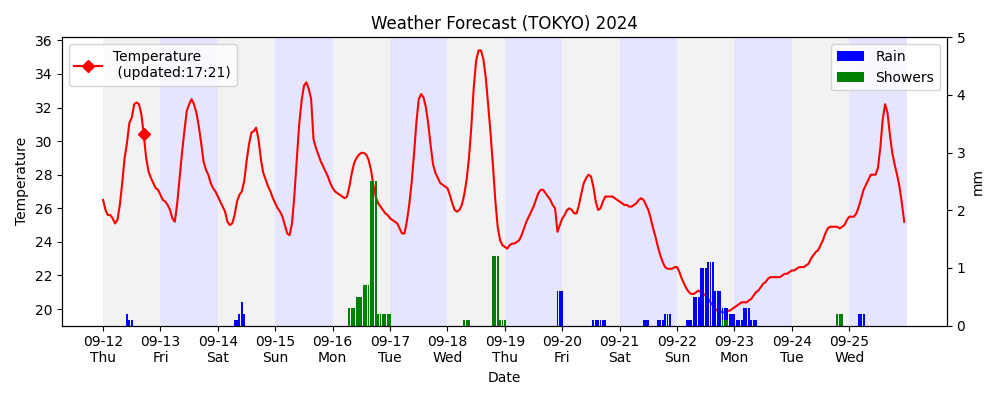 Weather Forecast (TOKYO) 2024
Temperature
(updated:17:21)
Rain
Showers
Temperature
36
34
32
30
28
26
24
22
20
5
4
3
2
1
0
mm
09-12 09-13 09-14 09-15 09-16 09-17 09-18 09-19 09-20 09-21 09-22 09-23 09-24 09-25
Thu Fri Sat Sun Mon Tue Wed Thu Fri Sat Sun Mon Tue Wed
Date